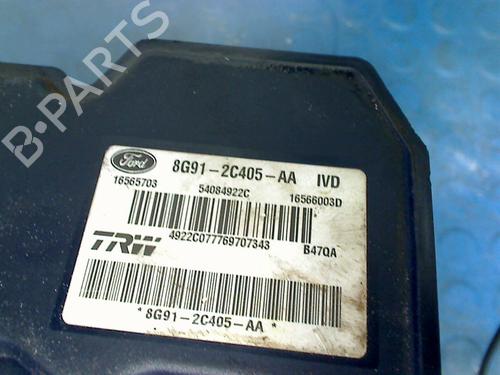 B-PARTS
Ford
8G91-2C405-AA IVD
16565703 54084922C 16566003D
4922C077769707343 B47QA
TRW
*8G91-2C405-AA*